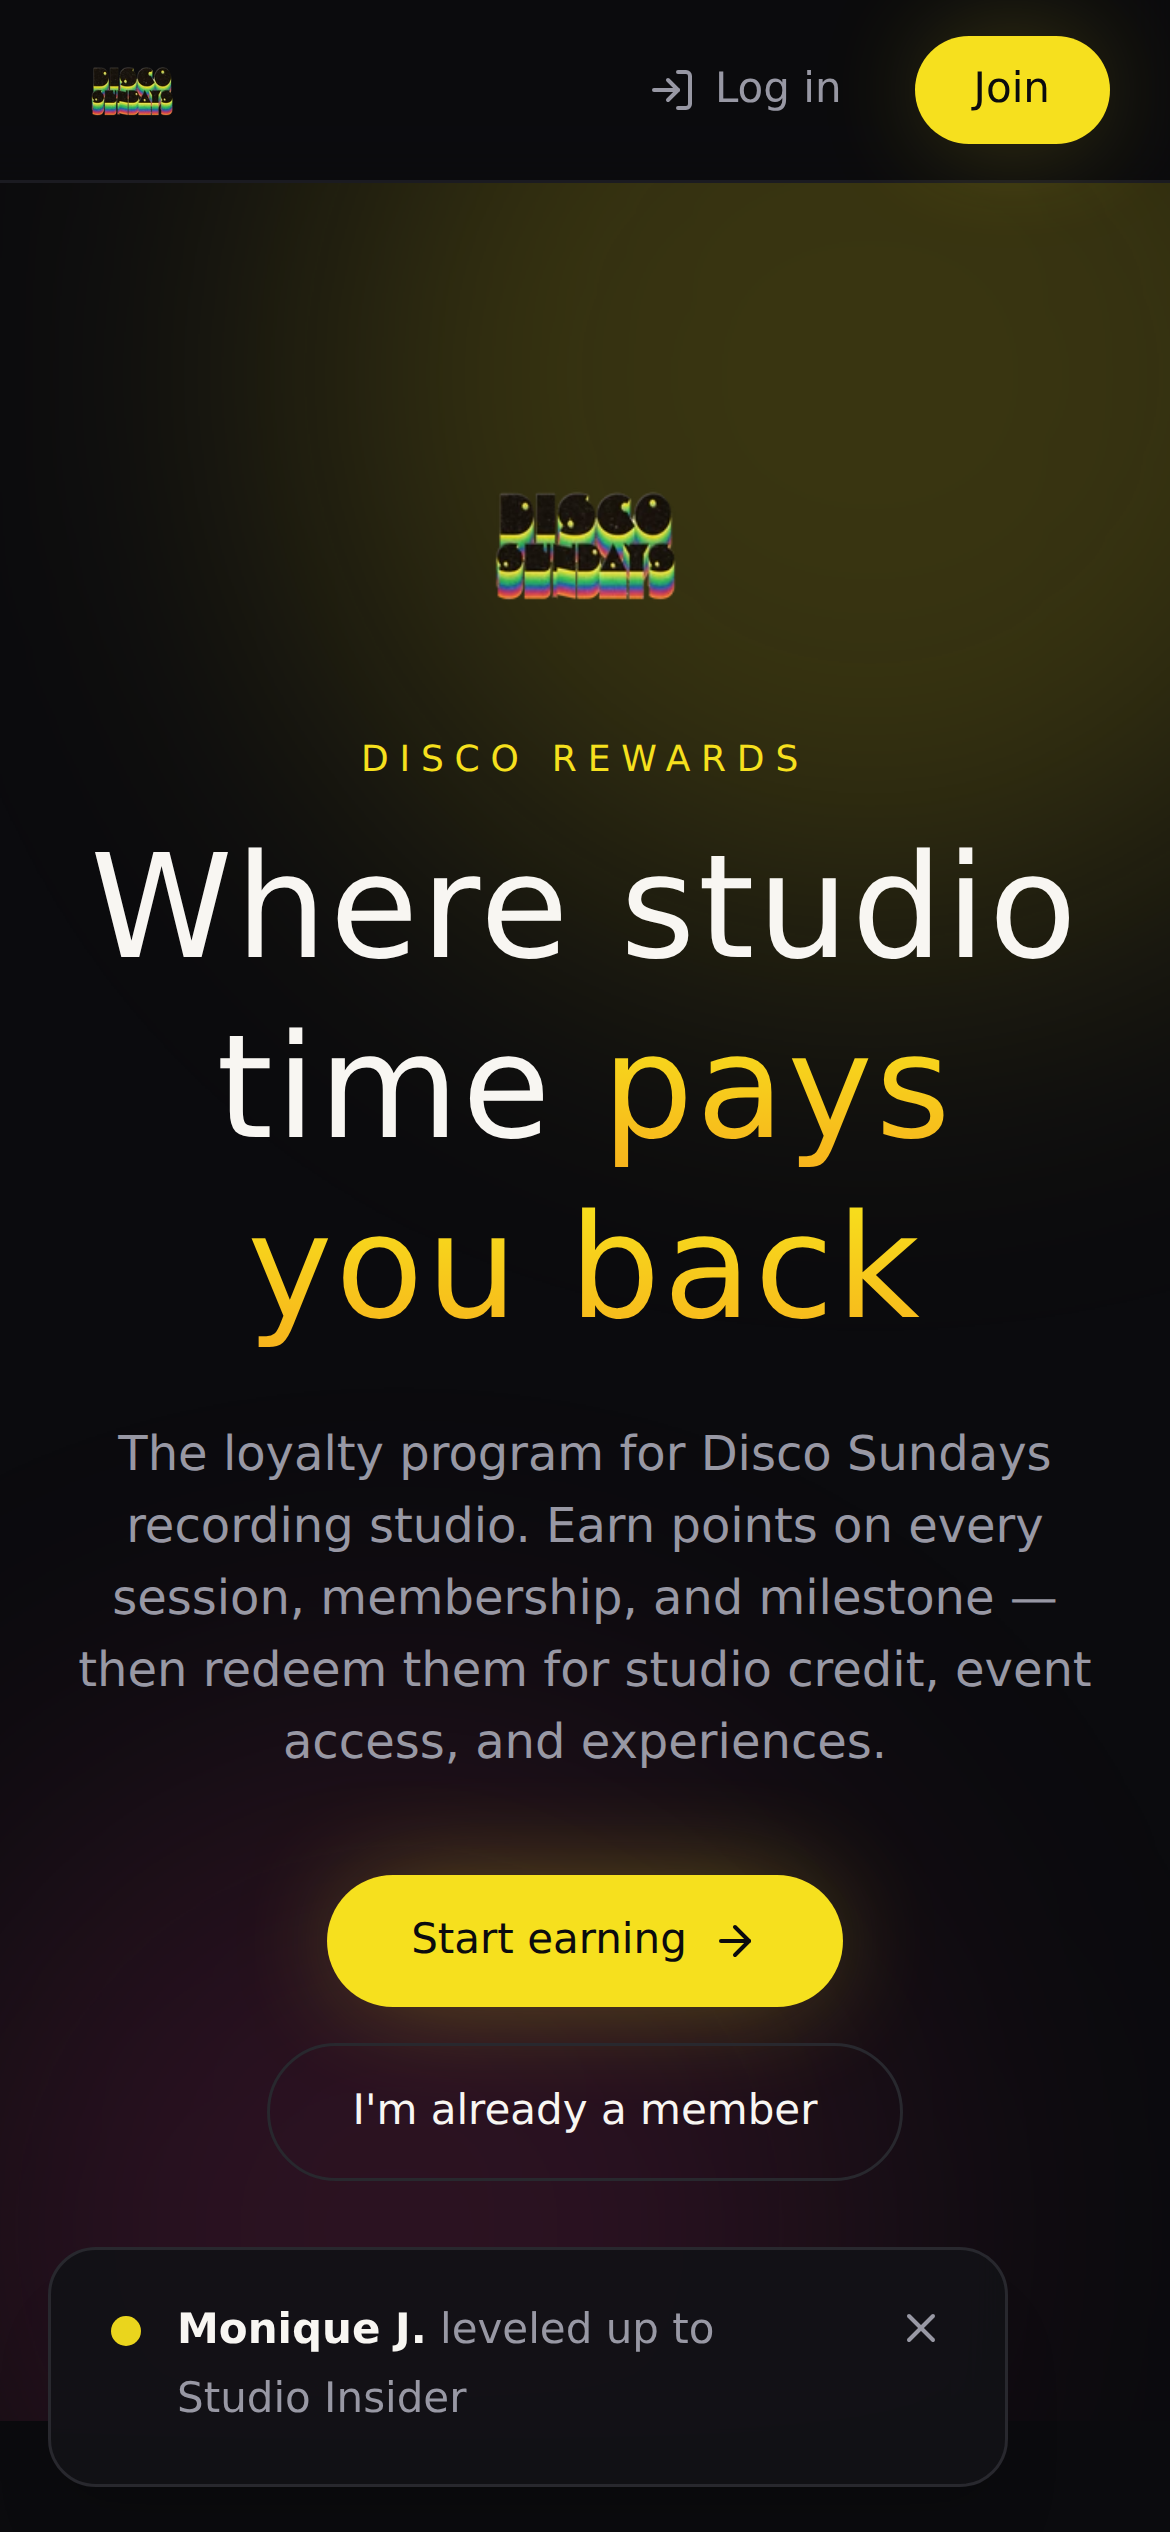 DISCO
SUNDAYS
Log in
Join
DISCO
SUNDAYS
DISCO REWARDS
Where studio
time pays
you back
The loyalty program for Disco Sundays
recording studio. Earn points on every
session, membership, and milestone —
then redeem them for studio credit, event
access, and experiences.
Start earning
I'm already a member
Monique J. leveled up to
Studio Insider